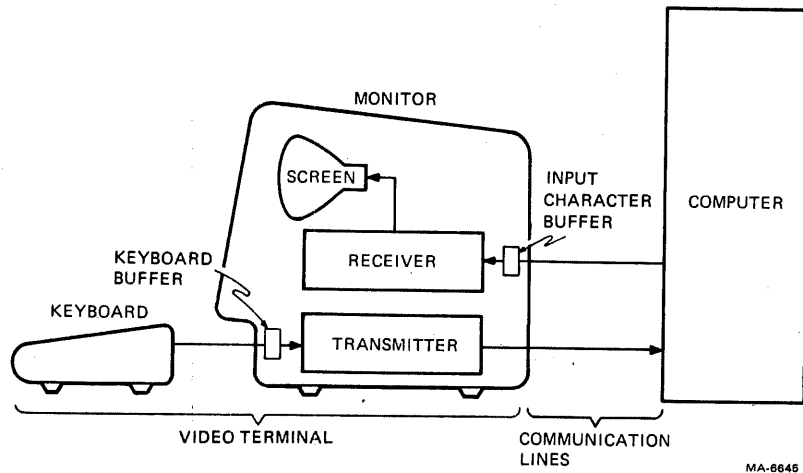 MONITOR
SCREEN
INPUT
CHARACTER
BUFFER
COMPUTER
KEYBOARD
BUFFER
RECEIVER
KEYBOARD
TRANSMITTER
VIDEO TERMINAL
COMMUNICATION
LINES
MA-6645